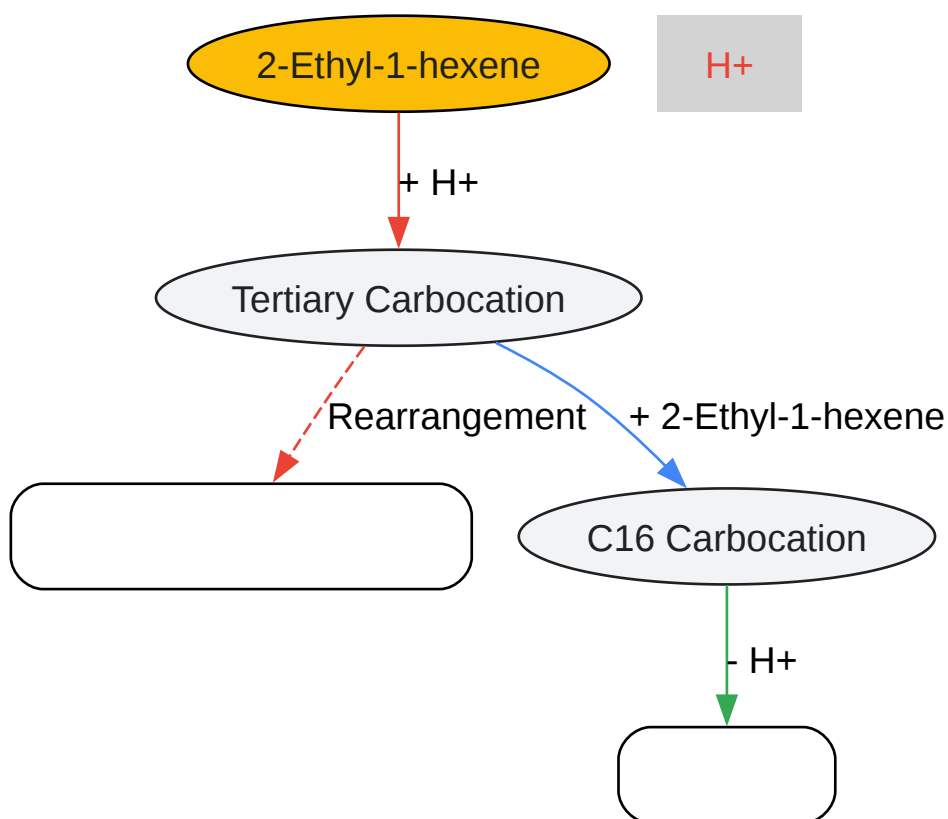 2-Ethyl-1-hexene
H+
+ H+
Tertiary Carbocation
Rearrangement
+ 2-Ethyl-1-hexene
C16 Carbocation
- H+